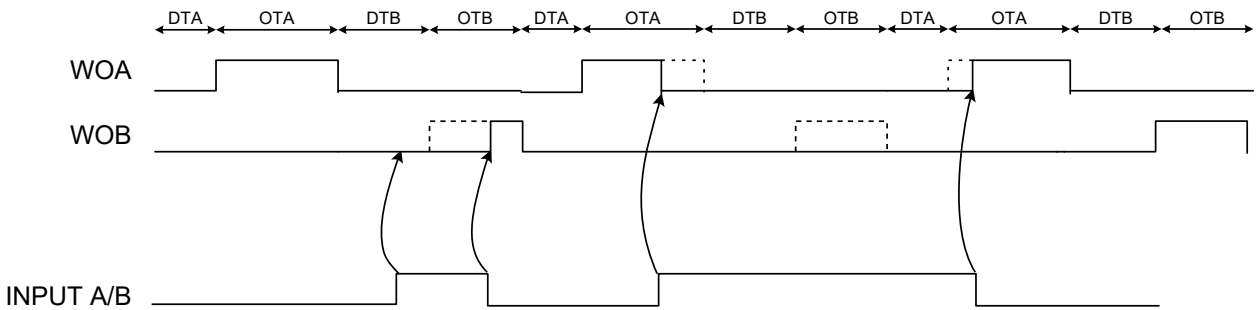 DTA OTA DTB OTB DTA OTA DTB OTB DTA OTA DTB OTB
WOA
WOB
INPUT A/B